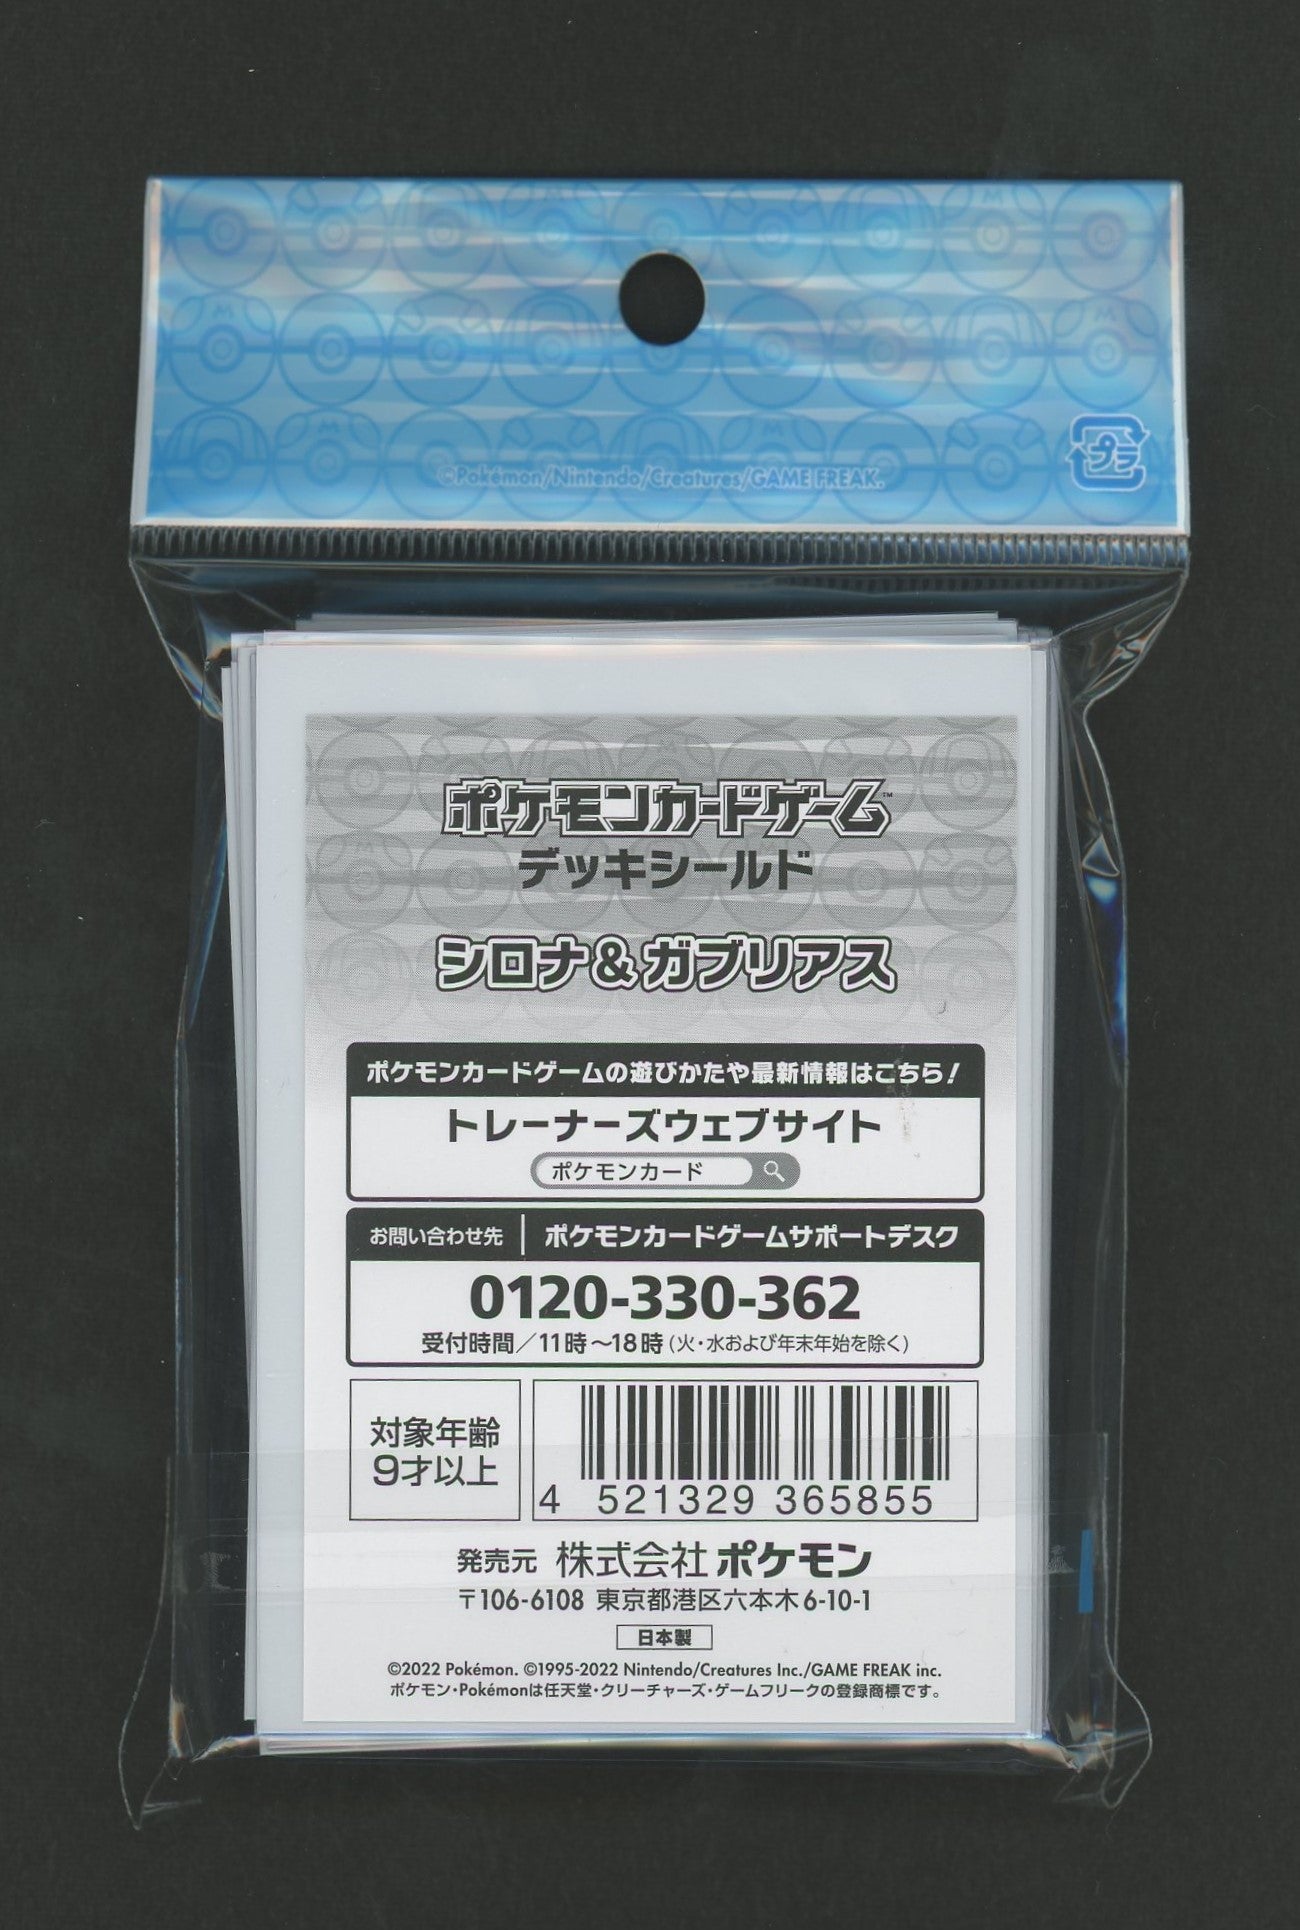 プラ
©Pokémon/Nintendo/Creatures/GAME FREAK.
ポケモンカードゲーム™
デッキシールド
シロナ&ガブリアス
ポケモンカードゲームの遊びかたや最新情報はこちら!
トレーナーズウェブサイト
ポケモンカード
お問い合わせ先 | ポケモンカードゲームサポートデスク
0120-330-362
受付時間/11時~18時(火・水および年末年始を除く)
対象年齢
9才以上
4 521329 365855
発売元 株式会社ポケモン
〒106-6108 東京都港区六本木6-10-1
日本製
©2022 Pokémon. ©1995-2022 Nintendo/Creatures Inc./GAME FREAK inc.
ポケモン・Pokémonは任天堂・クリーチャーズ・ゲームフリークの登録商標です。